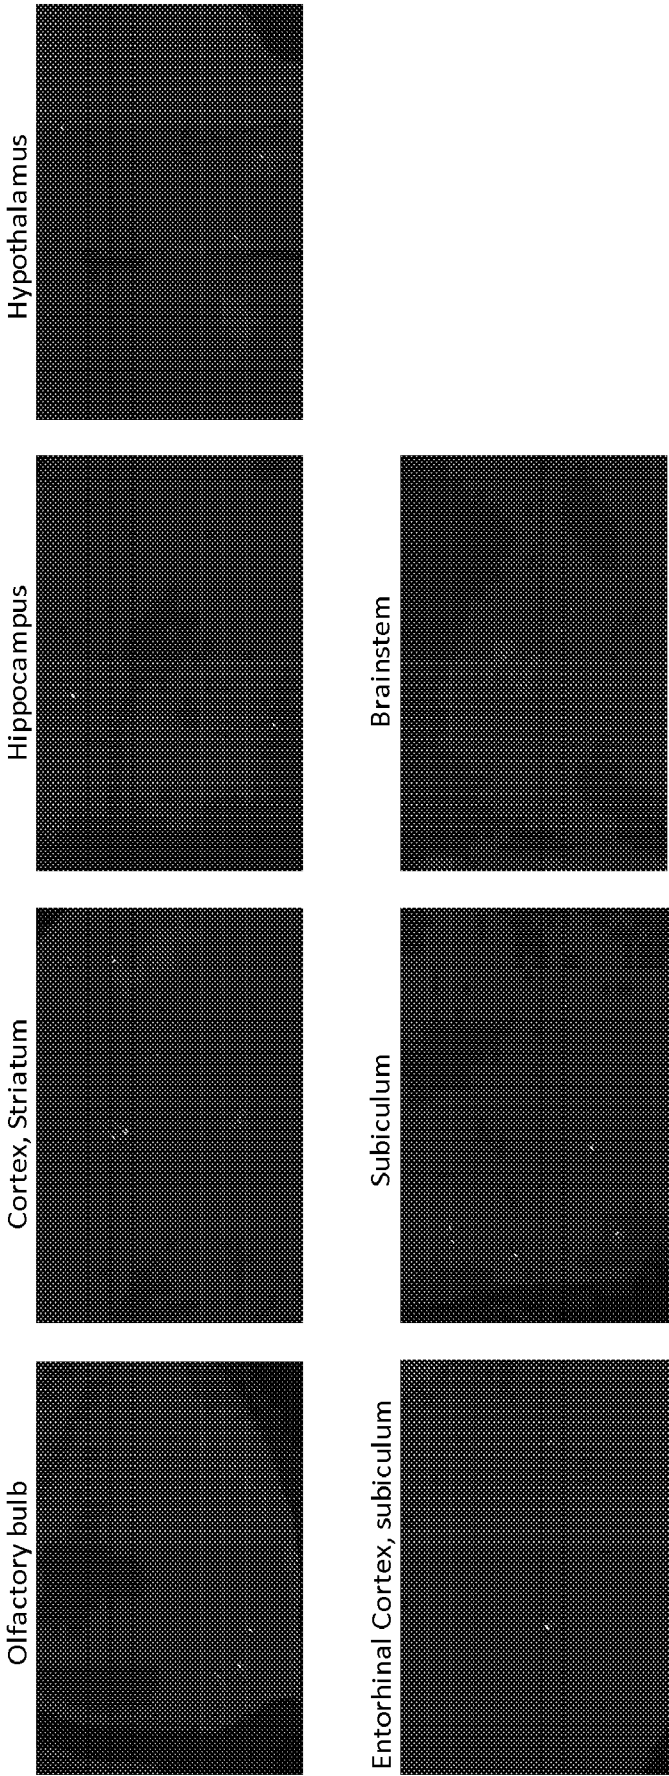 Olfactory bulb
Cortex, Striatum
Hippocampus
Hypothalamus
Entorhinal Cortex, subiculum
Subiculum
Brainstem